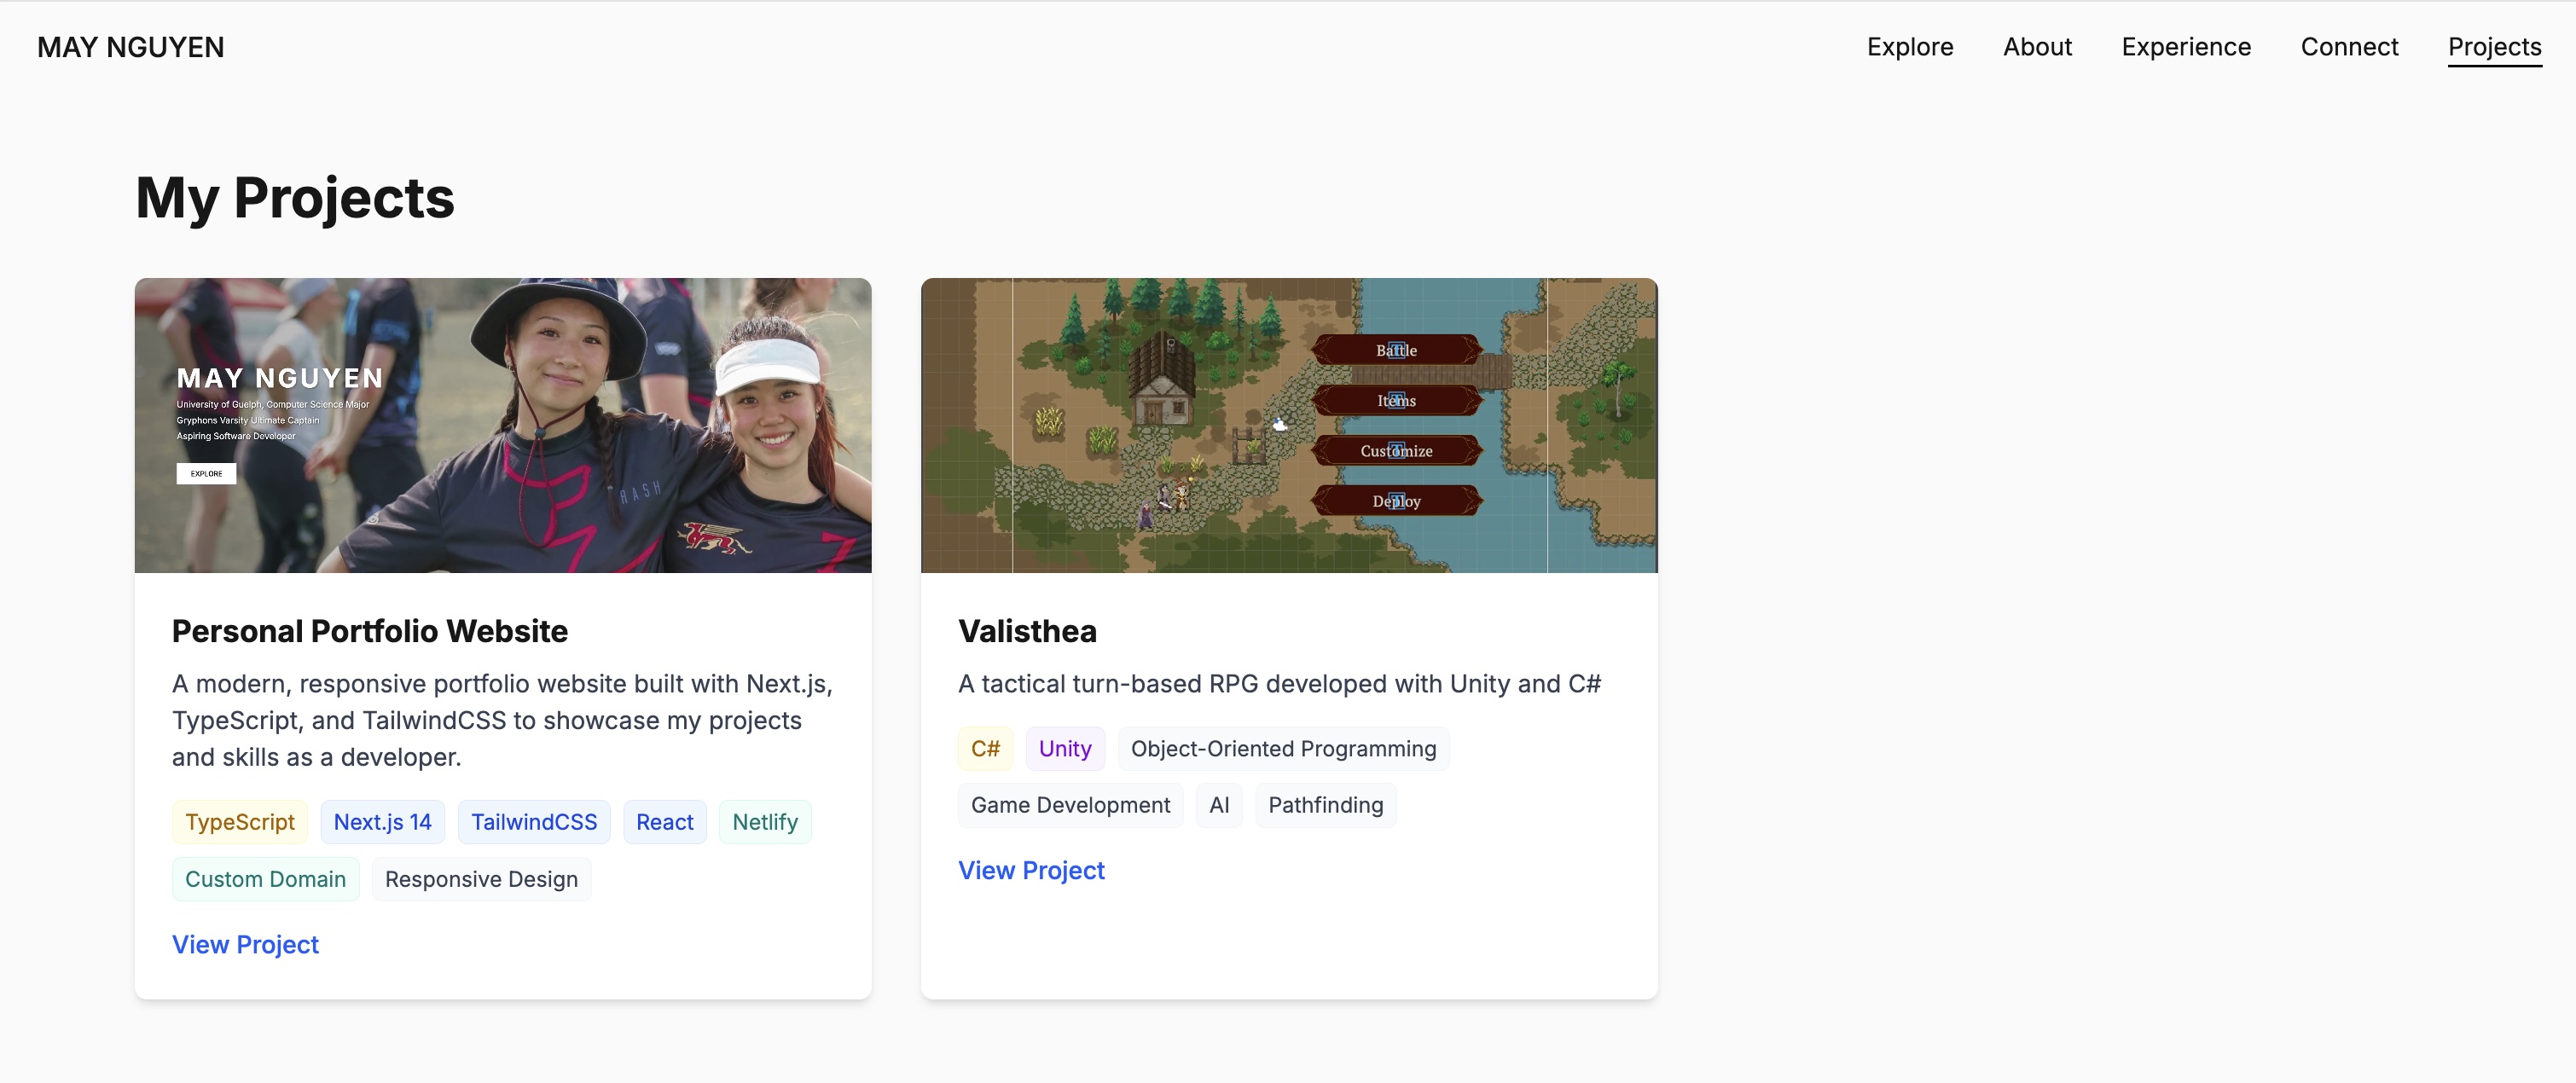 MAY NGUYEN
Explore
About
Experience
Connect
Projects
My Projects
MAY NGUYEN
University of Guelph, Computer Science Major
Gryphons Varsity Ultimate Captain
Aspiring Software Developer
EXPLORE
RASH
Battle
Items
Customize
Deploy
Personal Portfolio Website
A modern, responsive portfolio website built with Next.js,
TypeScript, and TailwindCSS to showcase my projects
and skills as a developer.
TypeScript
Next.js 14
TailwindCSS
React
Netlify
Custom Domain
Responsive Design
View Project
Valisthea
A tactical turn-based RPG developed with Unity and C#
C#
Unity
Object-Oriented Programming
Game Development
AI
Pathfinding
View Project